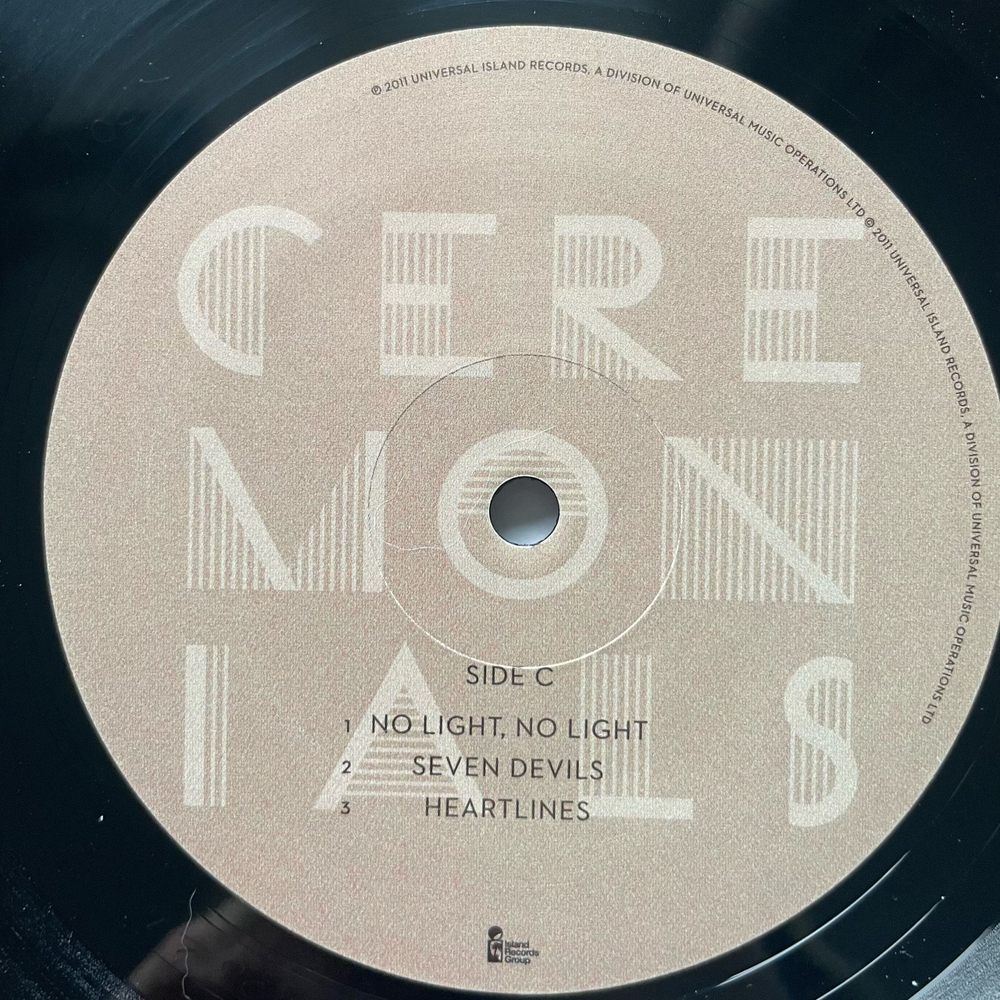 ℗ 2011 UNIVERSAL ISLAND RECORDS, A DIVISION OF UNIVERSAL MUSIC OPERATIONS LTD © 2011 UNIVERSAL ISLAND RECORDS, A DIVISION OF UNIVERSAL MUSIC OPERATIONS LTD
CERE
MON
IALS
SIDE C
1 NO LIGHT, NO LIGHT
2 SEVEN DEVILS
3 HEARTLINES
Island
Records
Group